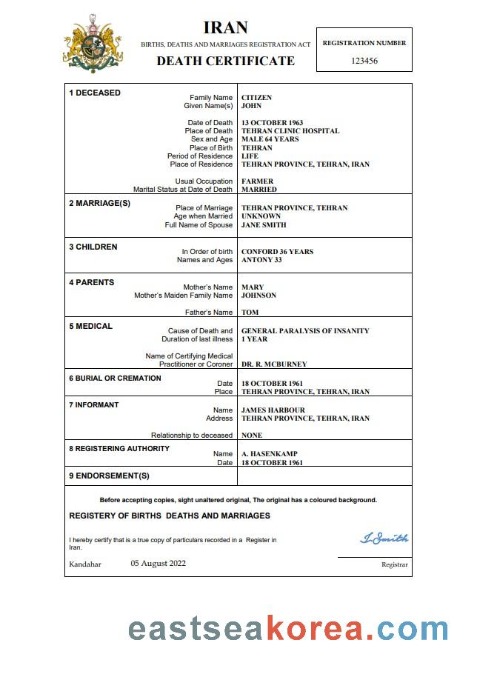 IRAN
BIRTHS, DEATHS AND MARRIAGES REGISTRATION ACT
DEATH CERTIFICATE
REGISTRATION NUMBER
123456
1 DECEASED
Family Name CITIZEN
Given Name(s) JOHN
Date of Death 13 OCTOBER 1963
Place of Death TEHRAN CLINIC HOSPITAL
Sex and Age MALE 64 YEARS
Place of Birth TEHRAN
Period of Residence LIFE
Place of Residence TEHRAN PROVINCE, TEHRAN, IRAN
Usual Occupation FARMER
Marital Status at Date of Death MARRIED
2 MARRIAGE(S)
Place of Marriage TEHRAN PROVINCE, TEHRAN
Age when Married UNKNOWN
Full Name of Spouse JANE SMITH
3 CHILDREN
In Order of birth CONFORD 36 YEARS
Names and Ages ANTONY 33
4 PARENTS
Mother's Name MARY
Mother's Maiden Family Name JOHNSON
Father's Name TOM
5 MEDICAL
Cause of Death and GENERAL PARALYSIS OF INSANITY
Duration of last illness 1 YEAR
Name of Certifying Medical
Practitioner or Coroner DR. R. MCBURNEY
6 BURIAL OR CREMATION
Date 18 OCTOBER 1961
Place TEHRAN PROVINCE, TEHRAN, IRAN
7 INFORMANT
Name JAMES HARBOUR
Address TEHRAN PROVINCE, TEHRAN, IRAN
Relationship to deceased NONE
8 REGISTERING AUTHORITY
Name A. HASENKAMP
Date 18 OCTOBER 1961
9 ENDORSEMENT(S)
Before accepting copies, sight unaltered original, The original has a coloured background.
REGISTERY OF BIRTHS DEATHS AND MARRIAGES
I hereby certify that is a true copy of particulars recorded in a Register in
Iran.
J. Smith
Kandahar 05 August 2022 Registrar
eastseakorea.com